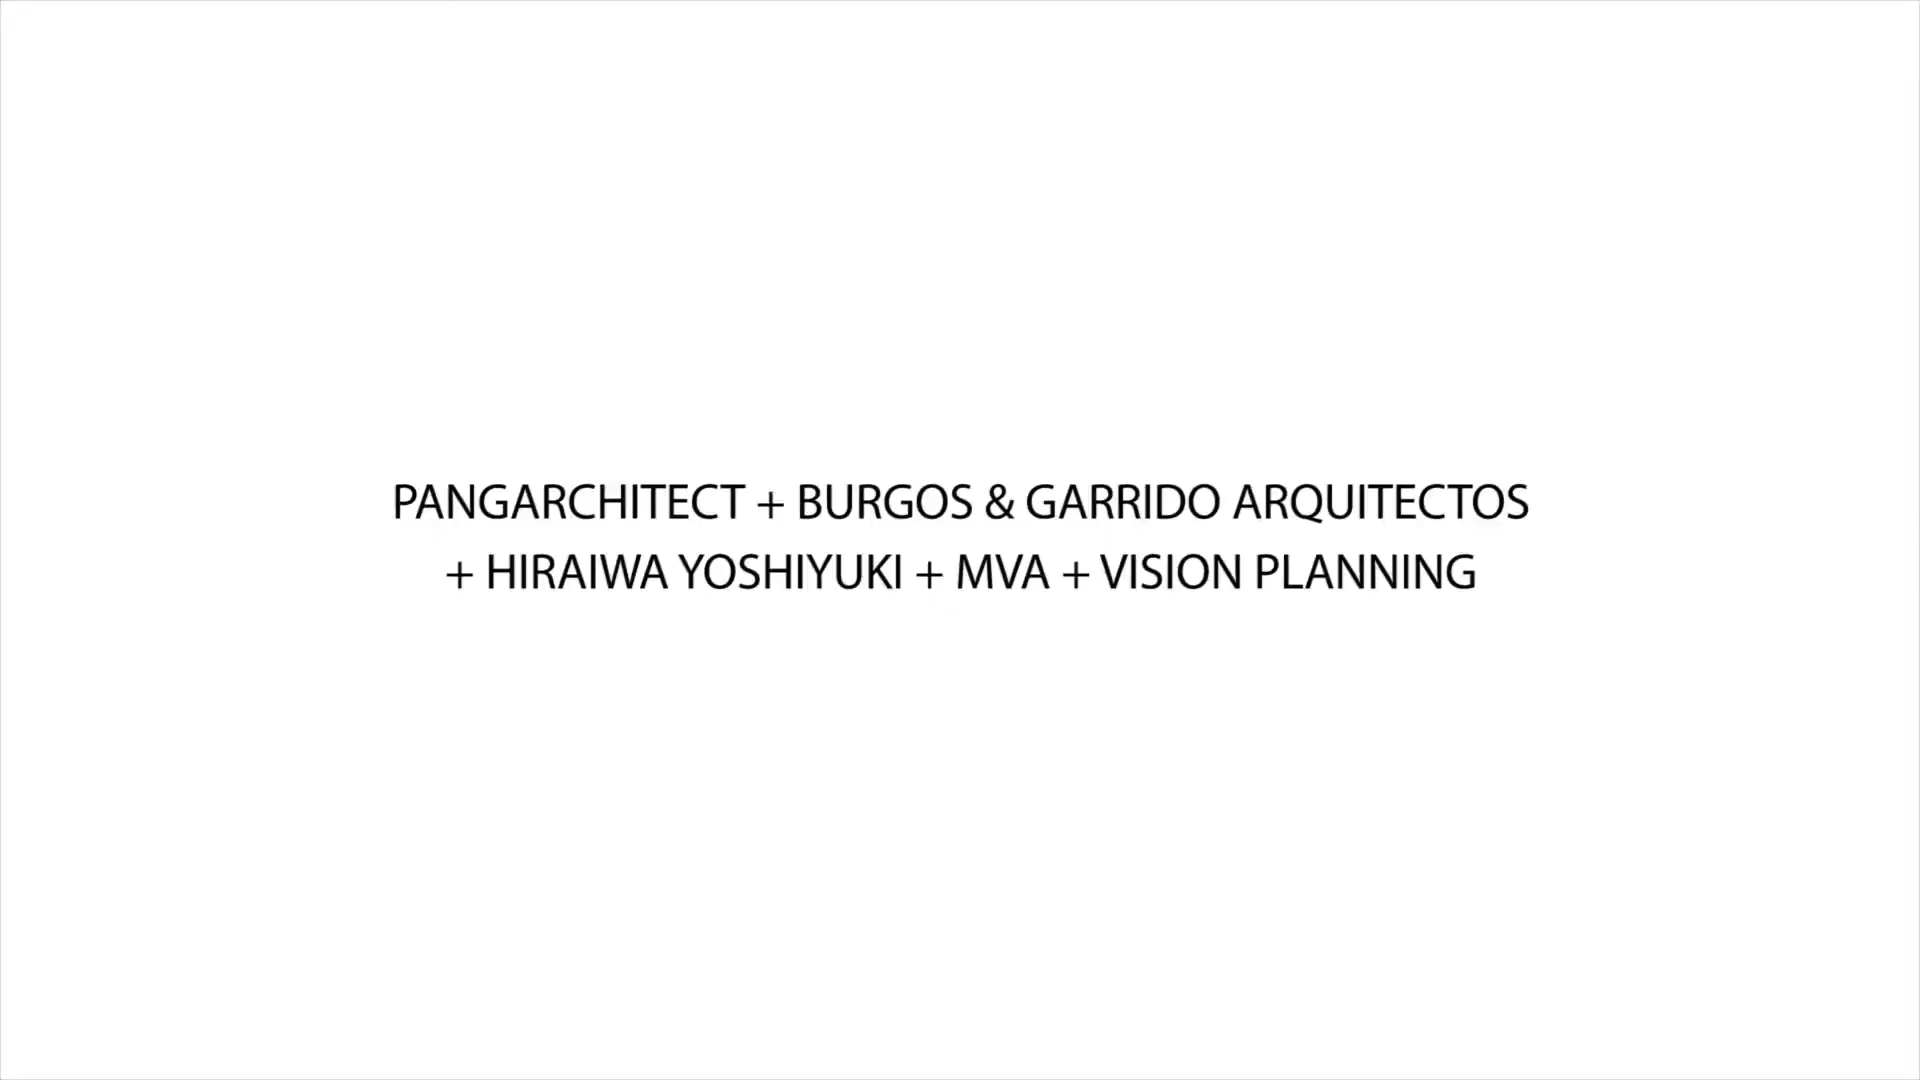 PANGARCHITECT + BURGOS & GARRIDO ARQUITECTOS
+ HIRAIWA YOSHIYUKI + MVA + VISION PLANNING